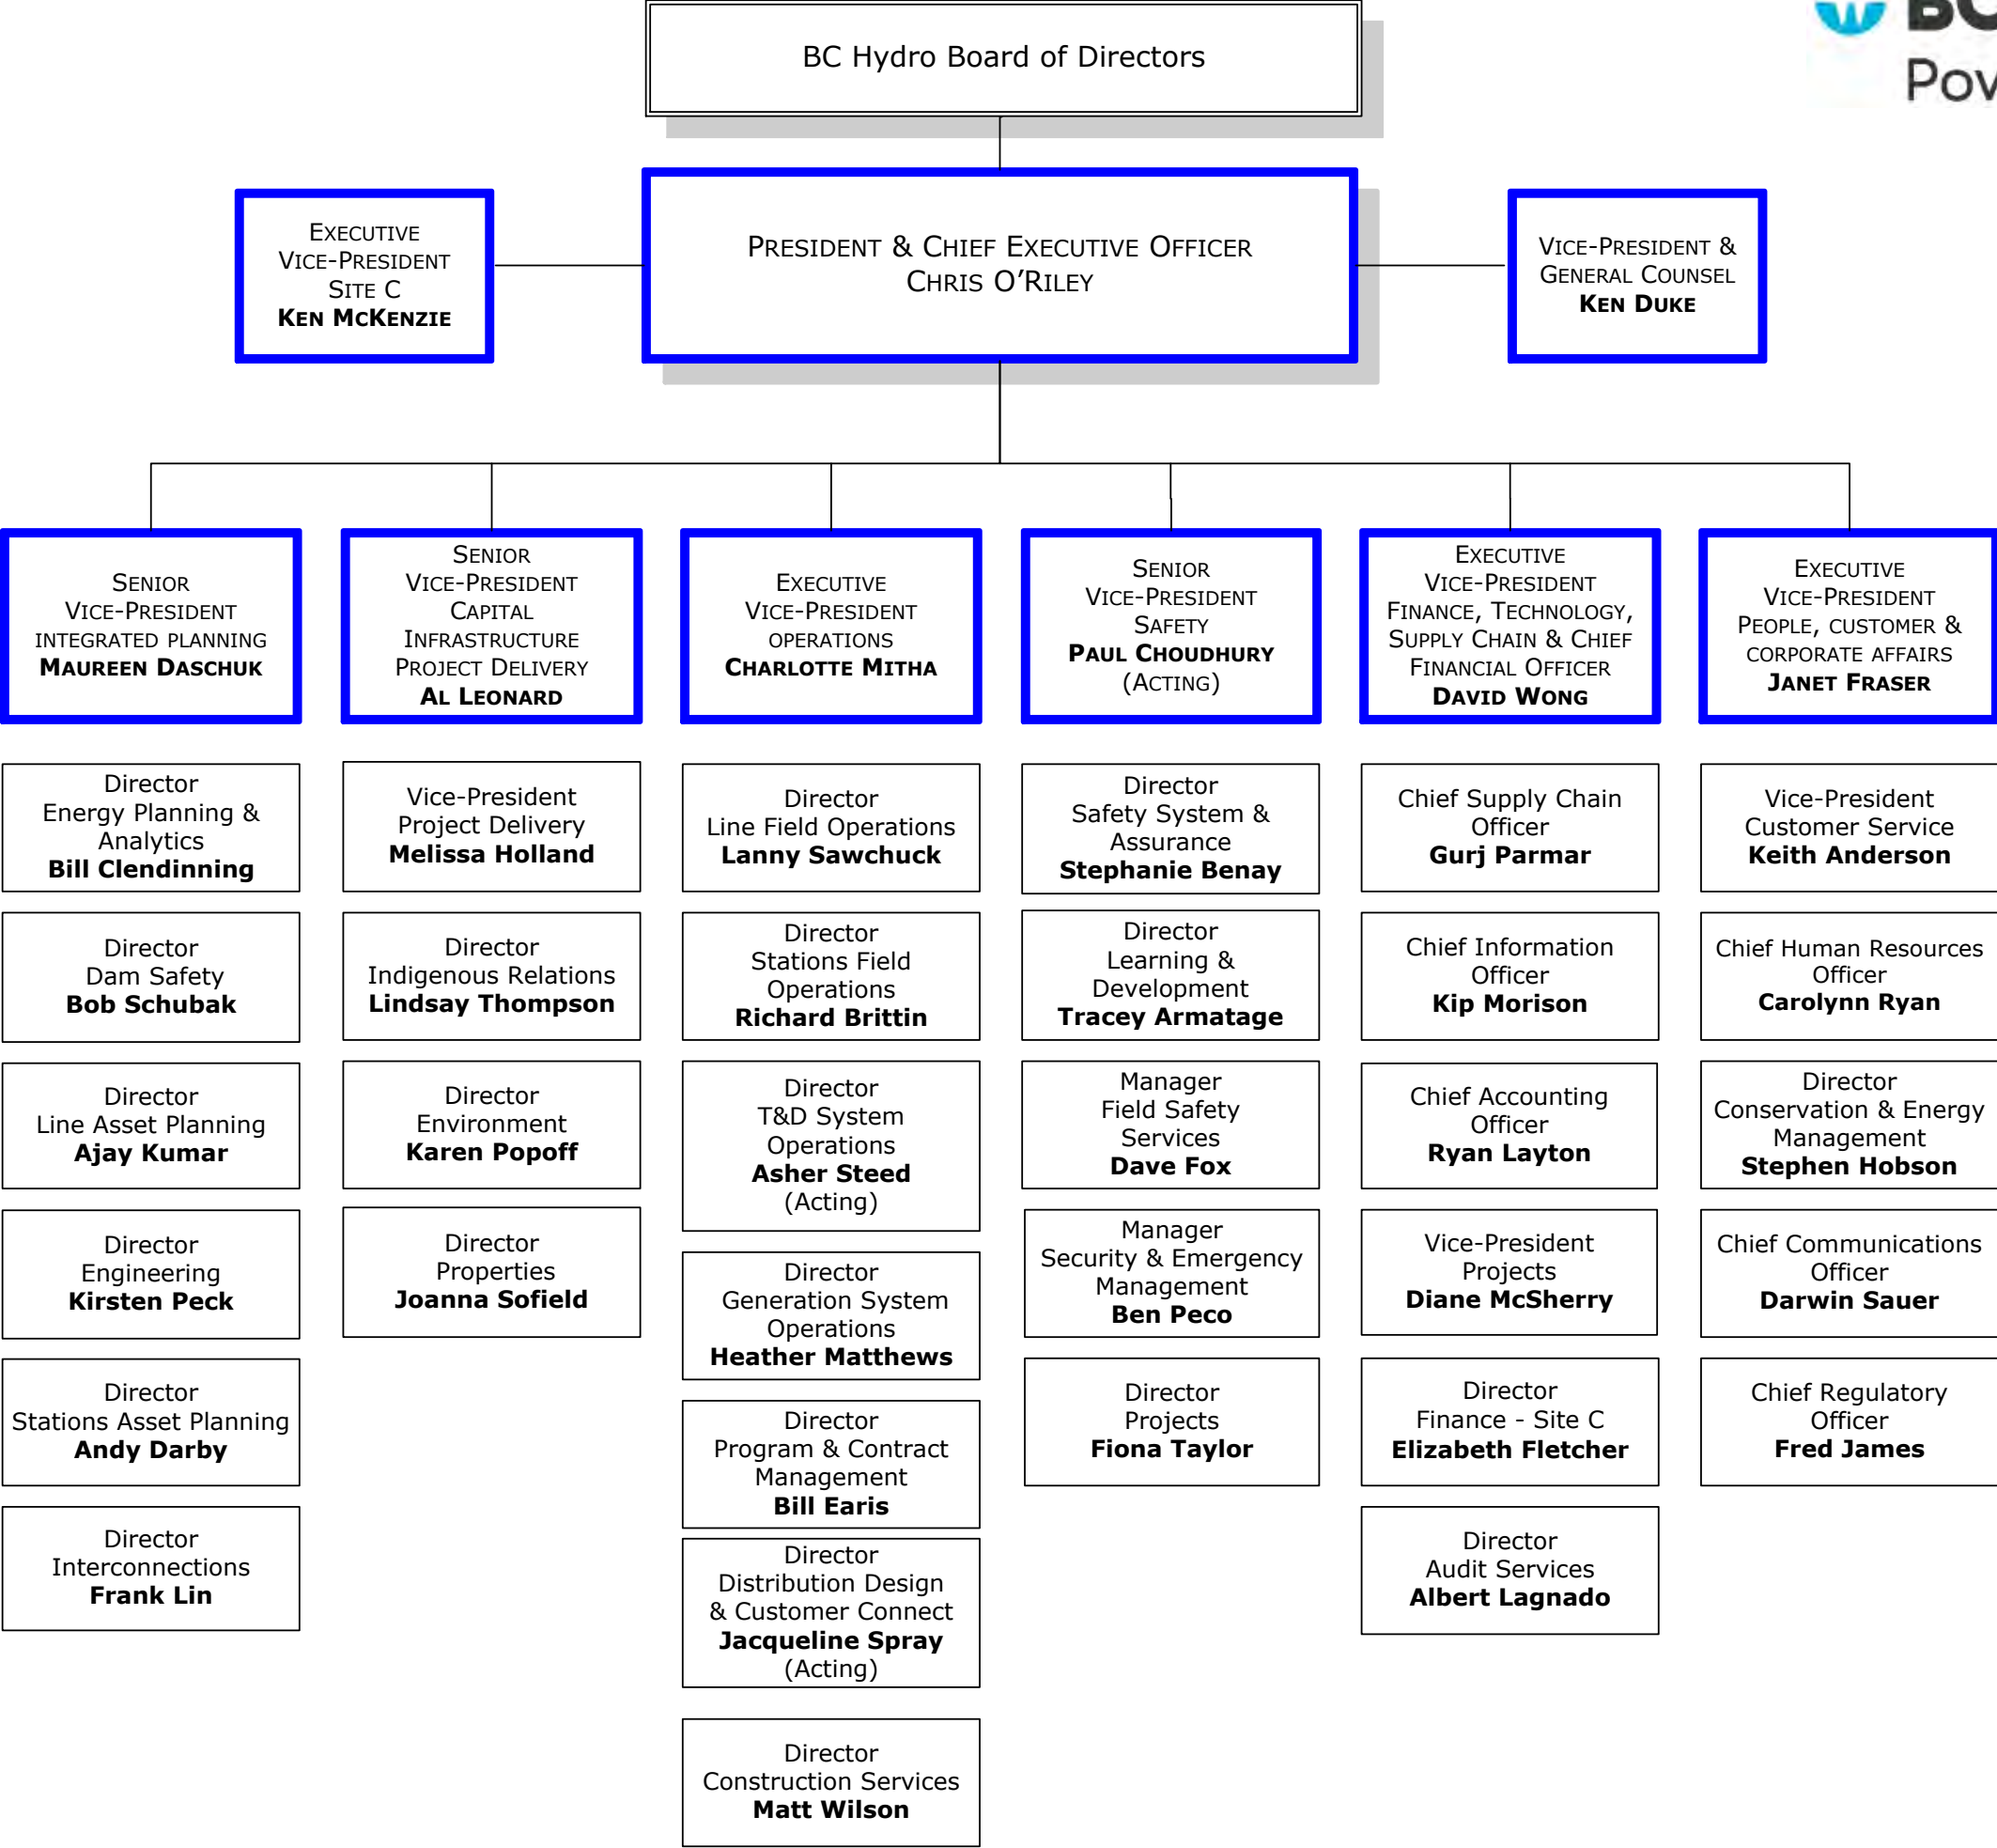 BC Hydro Board of Directors
EXECUTIVE
VICE-PRESIDENT
SITE C
KEN MCKENZIE
PRESIDENT & CHIEF EXECUTIVE OFFICER
CHRIS O’RILEY
VICE-PRESIDENT &
GENERAL COUNSEL
KEN DUKE
SENIOR
VICE-PRESIDENT
INTEGRATED PLANNING
MAUREEN DASCHUK
SENIOR
VICE-PRESIDENT
CAPITAL
INFRASTRUCTURE
PROJECT DELIVERY
AL LEONARD
EXECUTIVE
VICE-PRESIDENT
OPERATIONS
CHARLOTTE MITHA
SENIOR
VICE-PRESIDENT
SAFETY
PAUL CHOUDHURY
(ACTING)
EXECUTIVE
VICE-PRESIDENT
FINANCE, TECHNOLOGY,
SUPPLY CHAIN & CHIEF
FINANCIAL OFFICER
DAVID WONG
EXECUTIVE
VICE-PRESIDENT
PEOPLE, CUSTOMER &
CORPORATE AFFAIRS
JANET FRASER
Director
Energy Planning &
Analytics
Bill Clendinning
Director
Dam Safety
Bob Schubak
Director
Line Asset Planning
Ajay Kumar
Director
Engineering
Kirsten Peck
Director
Stations Asset Planning
Andy Darby
Director
Interconnections
Frank Lin
Vice-President
Project Delivery
Melissa Holland
Director
Indigenous Relations
Lindsay Thompson
Director
Environment
Karen Popoff
Director
Properties
Joanna Sofield
Director
Line Field Operations
Lanny Sawchuck
Director
Stations Field
Operations
Richard Brittin
Director
T&D System
Operations
Asher Steed
(Acting)
Director
Generation System
Operations
Heather Matthews
Director
Program & Contract
Management
Bill Earis
Director
Distribution Design
& Customer Connect
Jacqueline Spray
(Acting)
Director
Construction Services
Matt Wilson
Director
Safety System &
Assurance
Stephanie Benay
Director
Learning &
Development
Tracey Armatage
Manager
Field Safety
Services
Dave Fox
Manager
Security & Emergency
Management
Ben Peco
Director
Projects
Fiona Taylor
Chief Supply Chain
Officer
Gurj Parmar
Chief Information
Officer
Kip Morison
Chief Accounting
Officer
Ryan Layton
Vice-President
Projects
Diane McSherry
Director
Finance - Site C
Elizabeth Fletcher
Director
Audit Services
Albert Lagnado
Vice-President
Customer Service
Keith Anderson
Chief Human Resources
Officer
Carolynn Ryan
Director
Conservation & Energy
Management
Stephen Hobson
Chief Communications
Officer
Darwin Sauer
Chief Regulatory
Officer
Fred James